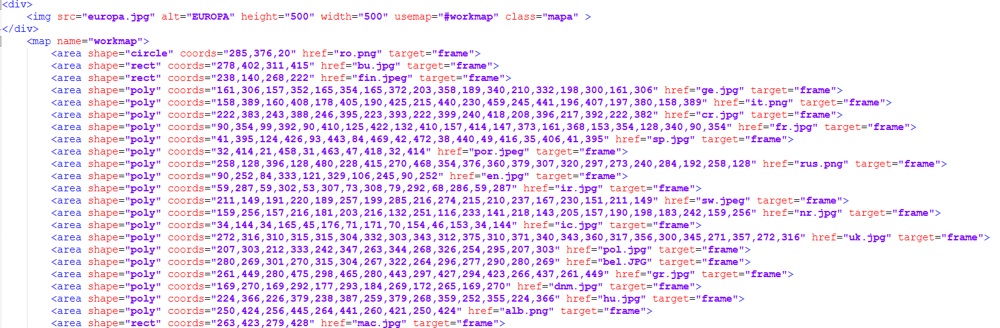 <div>
<img src="europa.jpg" alt="EUROPA" height="500" width="500" usemap="#workmap" class="mapa" >
</div>
<map name="workmap">
<area shape="circle" coords="285,376,20" href="ro.png" target="frame">
<area shape="rect" coords="278,402,311,415" href="bu.jpg" target="frame">
<area shape="rect" coords="238,140,268,222" href="fin.jpeg" target="frame">
<area shape="poly" coords="161,306,157,352,165,354,165,372,203,358,189,340,210,332,198,300,161,306" href="ge.jpg" target="frame">
<area shape="poly" coords="158,389,160,408,178,405,190,425,215,440,230,459,245,441,196,407,197,380,158,389" href="it.png" target="frame">
<area shape="poly" coords="222,383,243,388,246,395,223,393,222,399,240,418,208,396,217,392,222,382" href="cr.jpg" target="frame">
<area shape="poly" coords="90,354,99,392,90,410,125,422,132,410,157,414,147,373,161,368,153,354,128,340,90,354" href="fr.jpg" target="frame">
<area shape="poly" coords="41,395,124,426,93,443,84,469,42,472,38,440,49,416,35,406,41,395" href="sp.jpg" target="frame">
<area shape="poly" coords="32,414,21,458,31,463,47,418,32,414" href="por.jpeg" target="frame">
<area shape="poly" coords="258,128,396,128,480,228,415,270,468,354,376,360,379,307,320,297,273,240,284,192,258,128" href="rus.png" target="frame">
<area shape="poly" coords="90,252,84,333,121,329,106,245,90,252" href="en.jpg" target="frame">
<area shape="poly" coords="59,287,59,302,53,307,73,308,79,292,68,286,59,287" href="ir.jpg" target="frame">
<area shape="poly" coords="211,149,191,220,189,257,199,285,216,274,215,210,237,167,230,151,211,149" href="sw.jpeg" target="frame">
<area shape="poly" coords="159,256,157,216,181,203,216,132,251,116,233,141,218,143,205,157,190,198,183,242,159,256" href="nr.jpg" target="frame">
<area shape="poly" coords="34,144,34,165,45,176,71,171,70,154,46,153,34,144" href="ic.jpg" target="frame">
<area shape="poly" coords="272,316,310,315,315,304,332,303,343,312,375,310,371,340,343,360,317,356,300,345,271,357,272,316" href="uk.jpg" target="frame">
<area shape="poly" coords="207,303,212,333,242,347,263,344,268,326,254,295,207,303" href="pol.jpg" target="frame">
<area shape="poly" coords="280,269,301,270,315,304,267,322,264,296,277,290,280,269" href="bel.JPG" target="frame">
<area shape="poly" coords="261,449,280,475,298,465,280,443,297,427,294,423,266,437,261,449" href="gr.jpg" target="frame">
<area shape="poly" coords="169,270,169,292,177,293,184,269,172,265,169,270" href="dnm.jpg" target="frame">
<area shape="poly" coords="224,366,226,379,238,387,259,379,268,359,252,355,224,366" href="hu.jpg" target="frame">
<area shape="poly" coords="250,424,256,445,264,441,260,421,250,424" href="alb.png" target="frame">
<area shape="rect" coords="263,423,279,428" href="mac.jpg" target="frame">